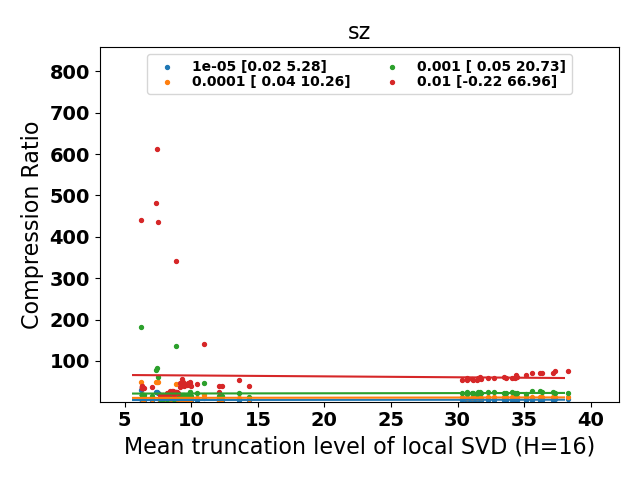 sz
1e-05 [0.02 5.28]
0.0001 [ 0.04 10.26]
0.001 [ 0.05 20.73]
0.01 [-0.22 66.96]
Compression Ratio
800
700
600
500
400
300
200
100
5 10 15 20 25 30 35 40
Mean truncation level of local SVD (H=16)